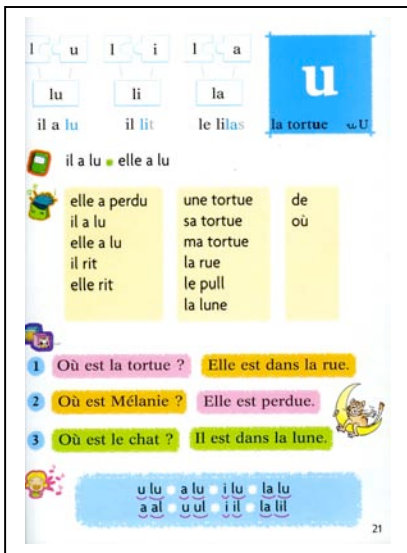 l u l i l a
lu li la
u
il a lu il lit le lilas
la tortue u U
il a lu • elle a lu
elle a perdu
il a lu
elle a lu
il rit
elle rit
une tortue
sa tortue
ma tortue
la rue
le pull
la lune
de
où
1 Où est la tortue ? Elle est dans la rue.
2 Où est Mélanie ? Elle est perdue.
3 Où est le chat ? Il est dans la lune.
u lu • a lu • i lu • la lu
a al • u ul • i il • la lil
21